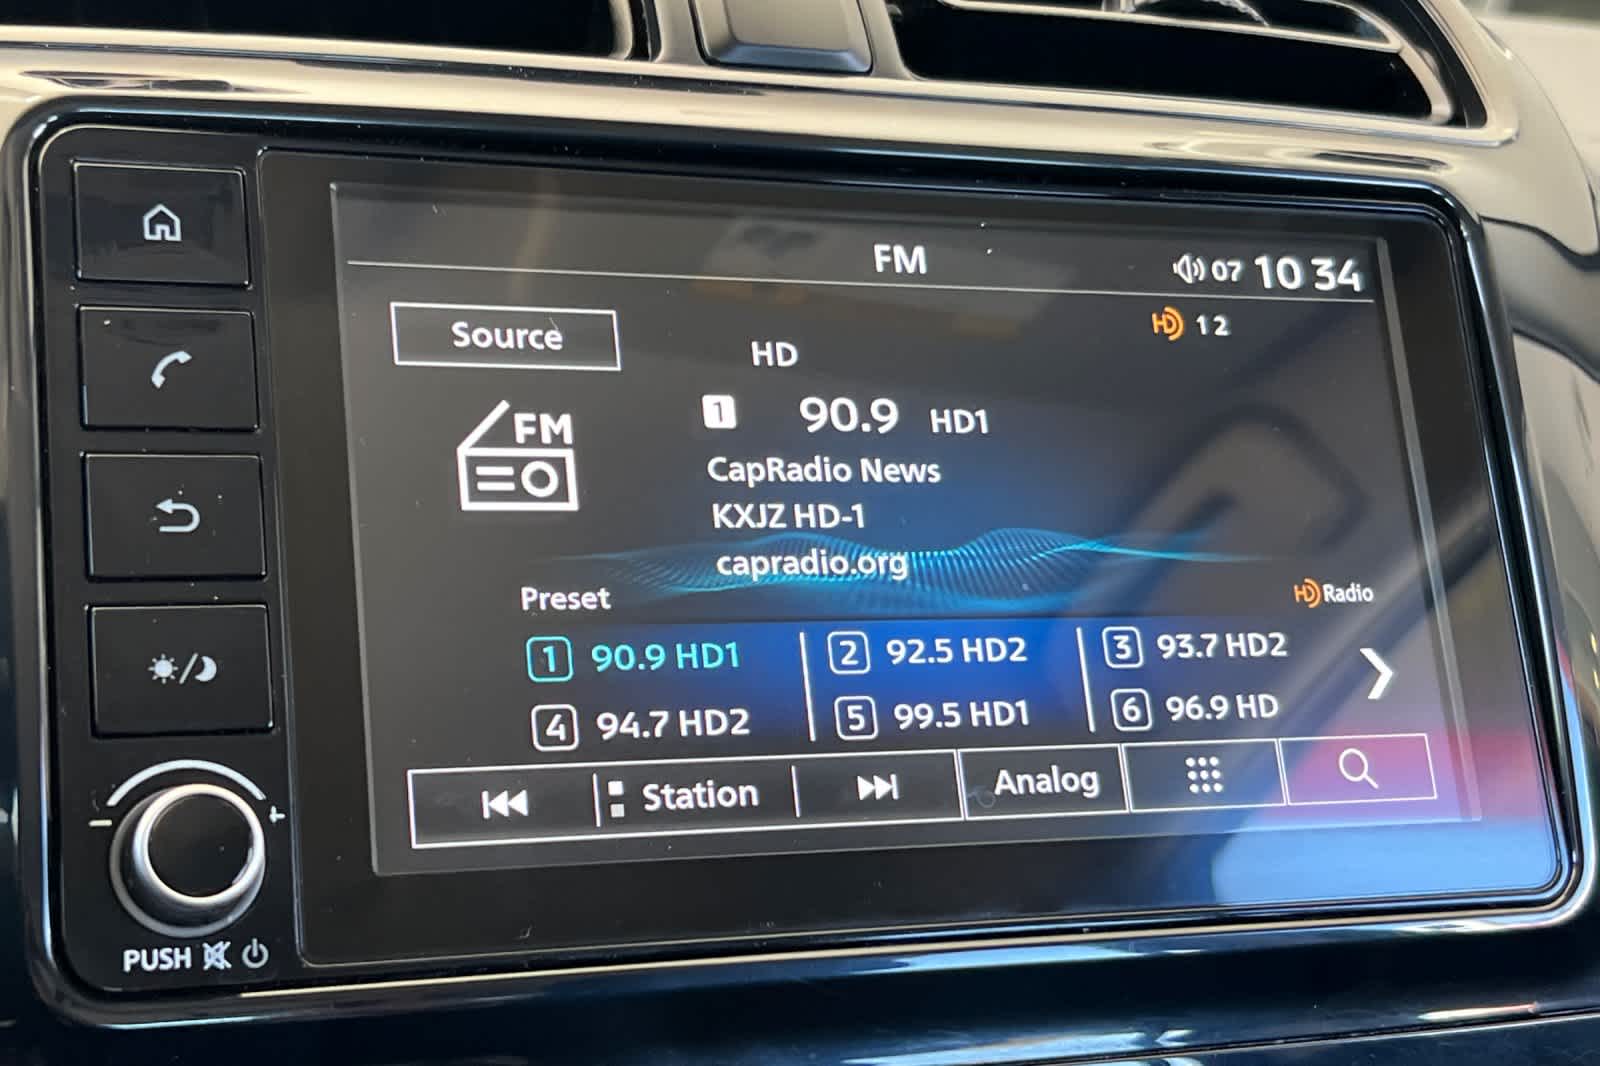 FM
07 10 34
Source
HD 1 2
HD
1 90.9 HD1
FM
CapRadio News
KXJZ HD-1
capradio.org
Preset
HD Radio
1 90.9 HD1 2 92.5 HD2 3 93.7 HD2
4 94.7 HD2 5 99.5 HD1 6 96.9 HD
Station Analog
PUSH